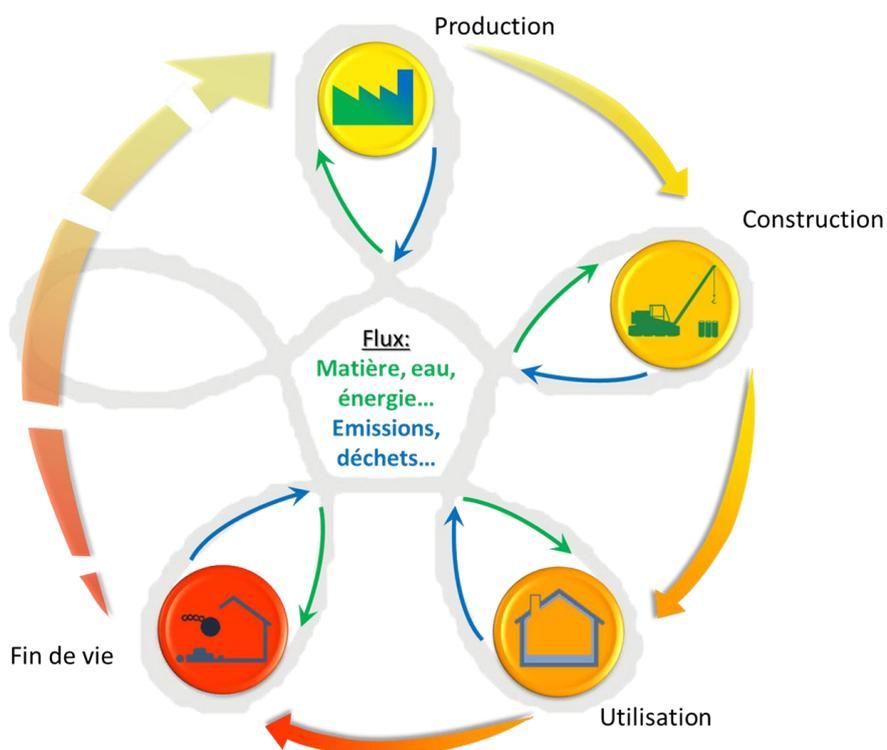 Production
Construction
Flux:
Matière, eau,
énergie...
Emissions,
déchets...
Fin de vie
Utilisation